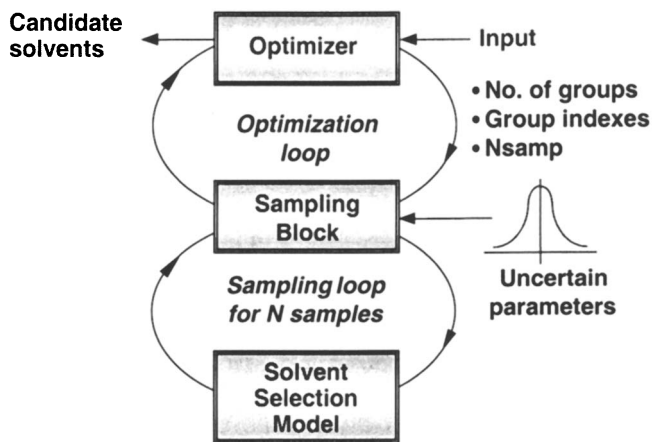 Candidate
solvents
Optimizer
Input
• No. of groups
• Group indexes
• Nsamp
Optimization
loop
Sampling
Block
Uncertain
parameters
Sampling loop
for N samples
Solvent
Selection
Model